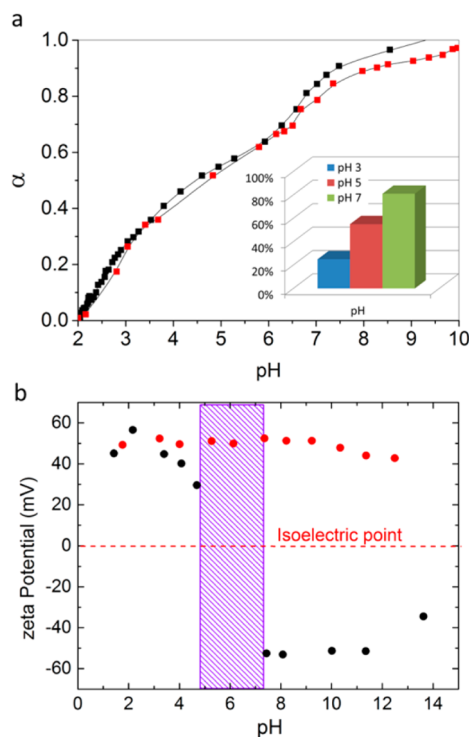 a
1.0
0.8
0.6
0.4
0.2
0.0
α
2 3 4 5 6 7 8 9 10
pH
pH 3
pH 5
pH 7
100%
80%
60%
40%
20%
0%
pH
b
60
40
20
0
-20
-40
-60
zeta Potential (mV)
Isoelectric point
0 2 4 6 8 10 12 14
pH